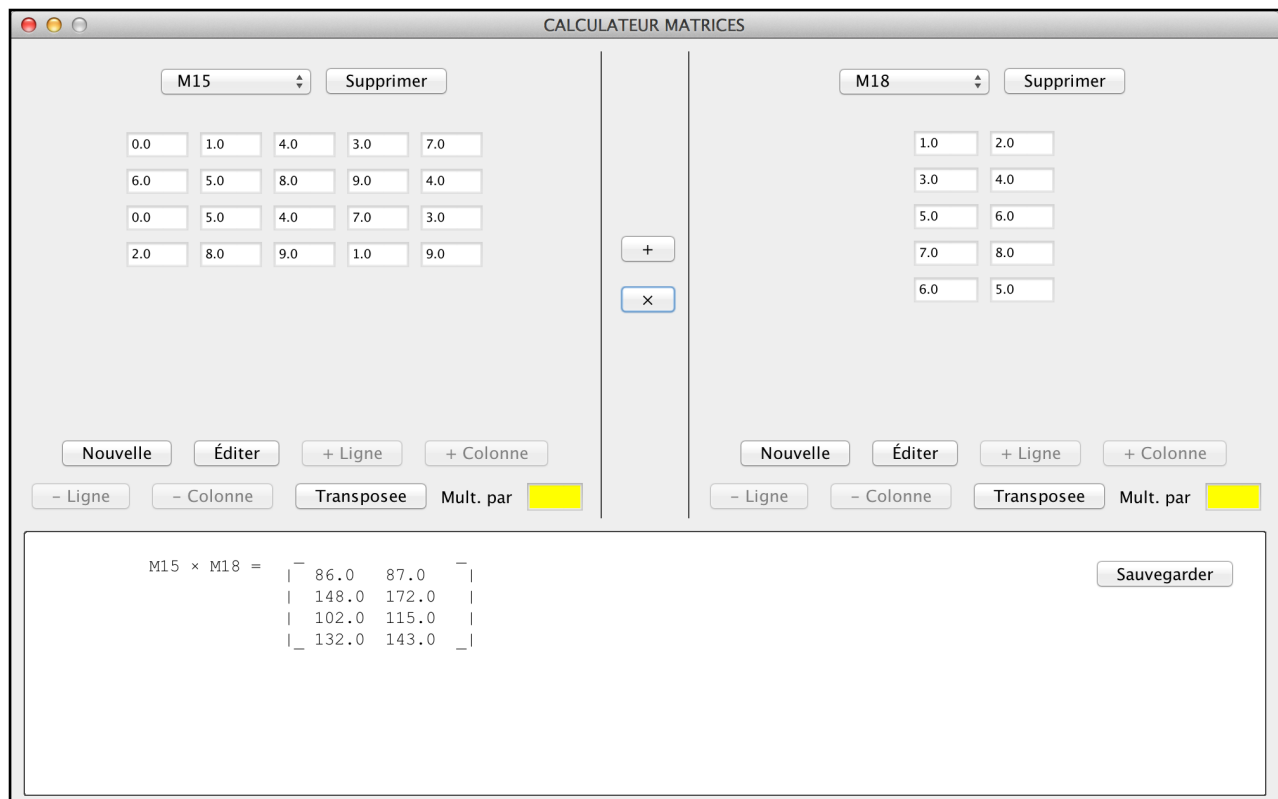 CALCULATEUR MATRICES
M15 Supprimer
0.0 1.0 4.0 3.0 7.0
6.0 5.0 8.0 9.0 4.0
0.0 5.0 4.0 7.0 3.0
2.0 8.0 9.0 1.0 9.0
Nouvelle Éditer + Ligne + Colonne
– Ligne – Colonne Transposee Mult. par
+
×
M18 Supprimer
1.0 2.0
3.0 4.0
5.0 6.0
7.0 8.0
6.0 5.0
Nouvelle Éditer + Ligne + Colonne
– Ligne – Colonne Transposee Mult. par
M15 × M18 =
86.0 87.0
148.0 172.0
102.0 115.0
132.0 143.0
Sauvegarder